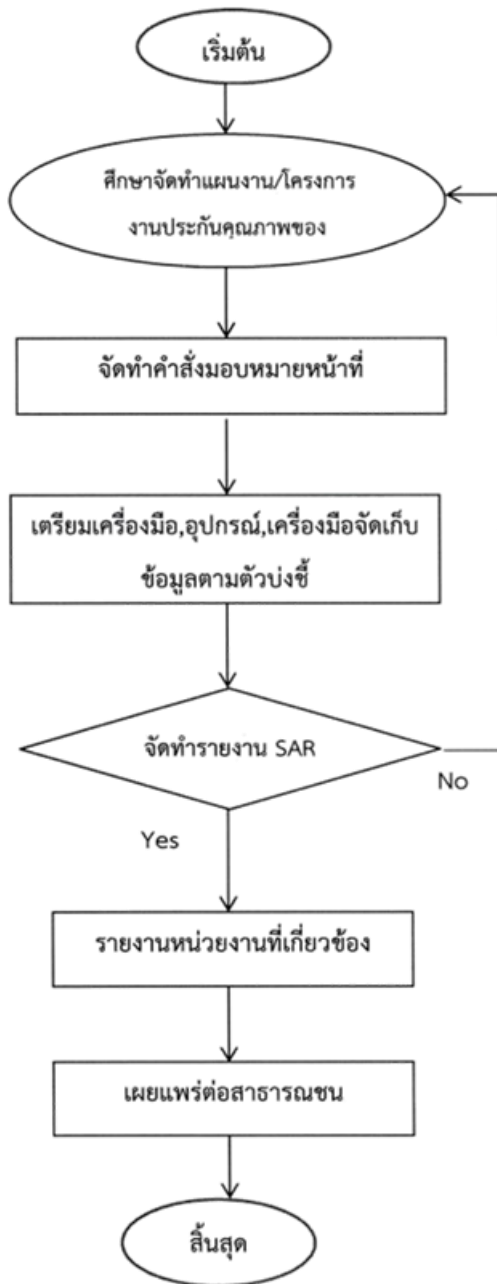 เริ่มต้น
ศึกษาจัดทำแผนงาน/โครงการ
งานประกันคุณภาพของ
จัดทำคำสั่งมอบหมายหน้าที่
เตรียมเครื่องมือ,อุปกรณ์,เครื่องมือจัดเก็บ
ข้อมูลตามตัวบ่งชี้
จัดทำรายงาน SAR
No
Yes
รายงานหน่วยงานที่เกี่ยวข้อง
เผยแพร่ต่อสาธารณชน
สิ้นสุด